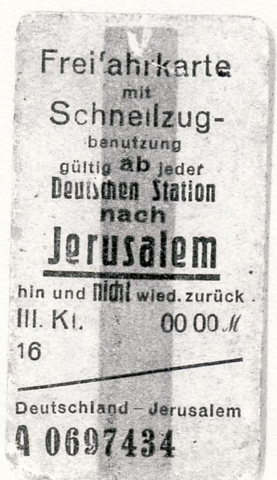 Freifahrkarte
mit
Schnellzug-
benutzung
gültig ab jeder
Deutschen Station
nach
Jerusalem
hin und nicht wied. zurück.
III. Kl. 00 00 M
16
Deutschland - Jerusalem
A 0697434